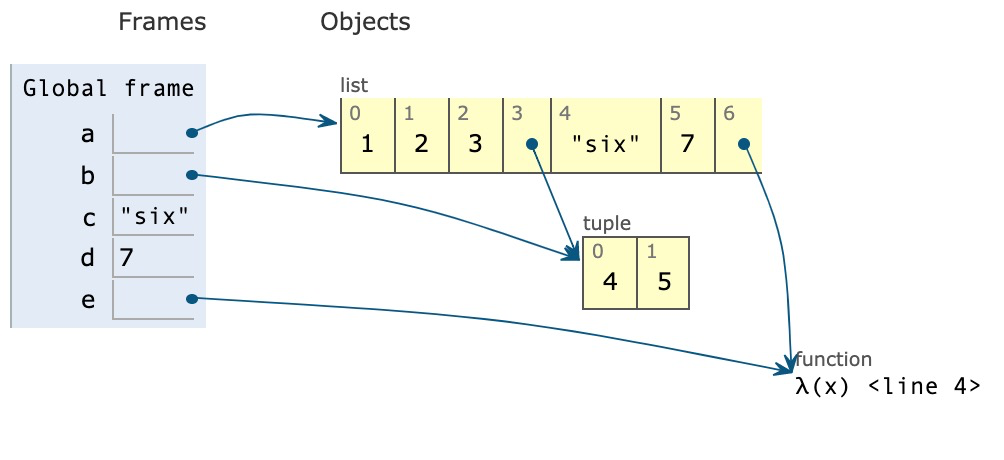 Frames Objects
Global frame
list
0 1 2 3 4 5 6
a 1 2 3 "six" 7
b
c "six"
tuple
0 1
d 7
4 5
e
function
λ(x) <line 4>